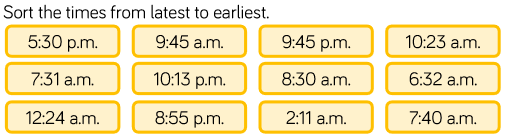 Sort the times from latest to earliest.
5:30 p.m. 9:45 a.m. 9:45 p.m. 10:23 a.m.
7:31 a.m. 10:13 p.m. 8:30 a.m. 6:32 a.m.
12:24 a.m. 8:55 p.m. 2:11 a.m. 7:40 a.m.